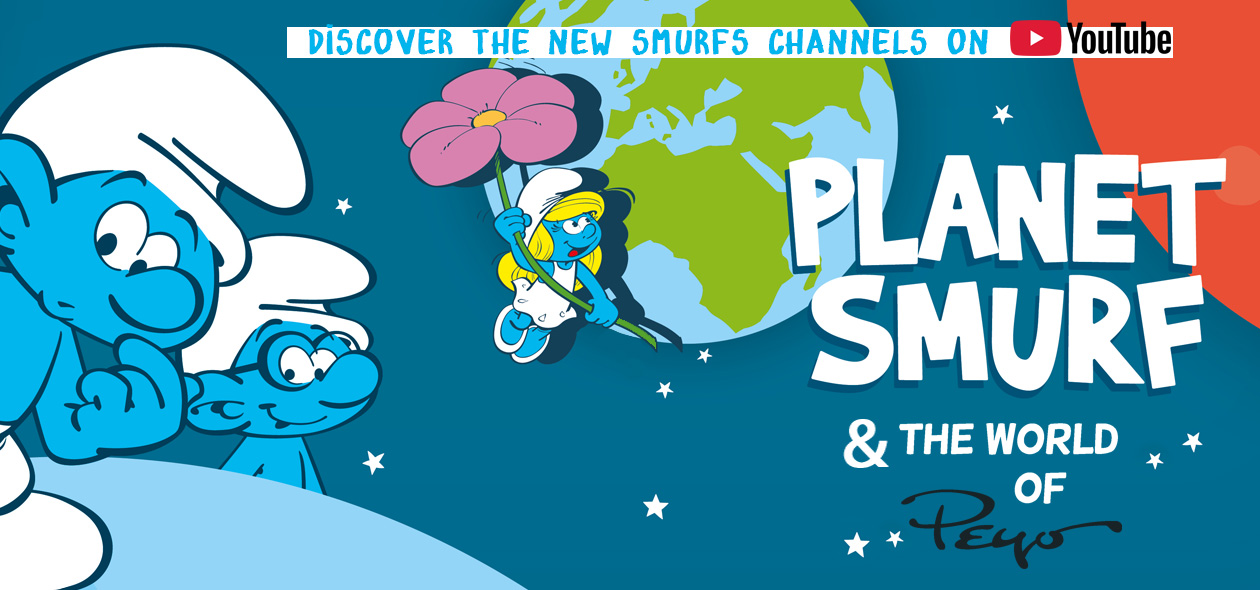 DISCOVER THE NEW SMURFS CHANNELS ON YouTube
PLANET
SMURF
& THE WORLD
OF
Peyo